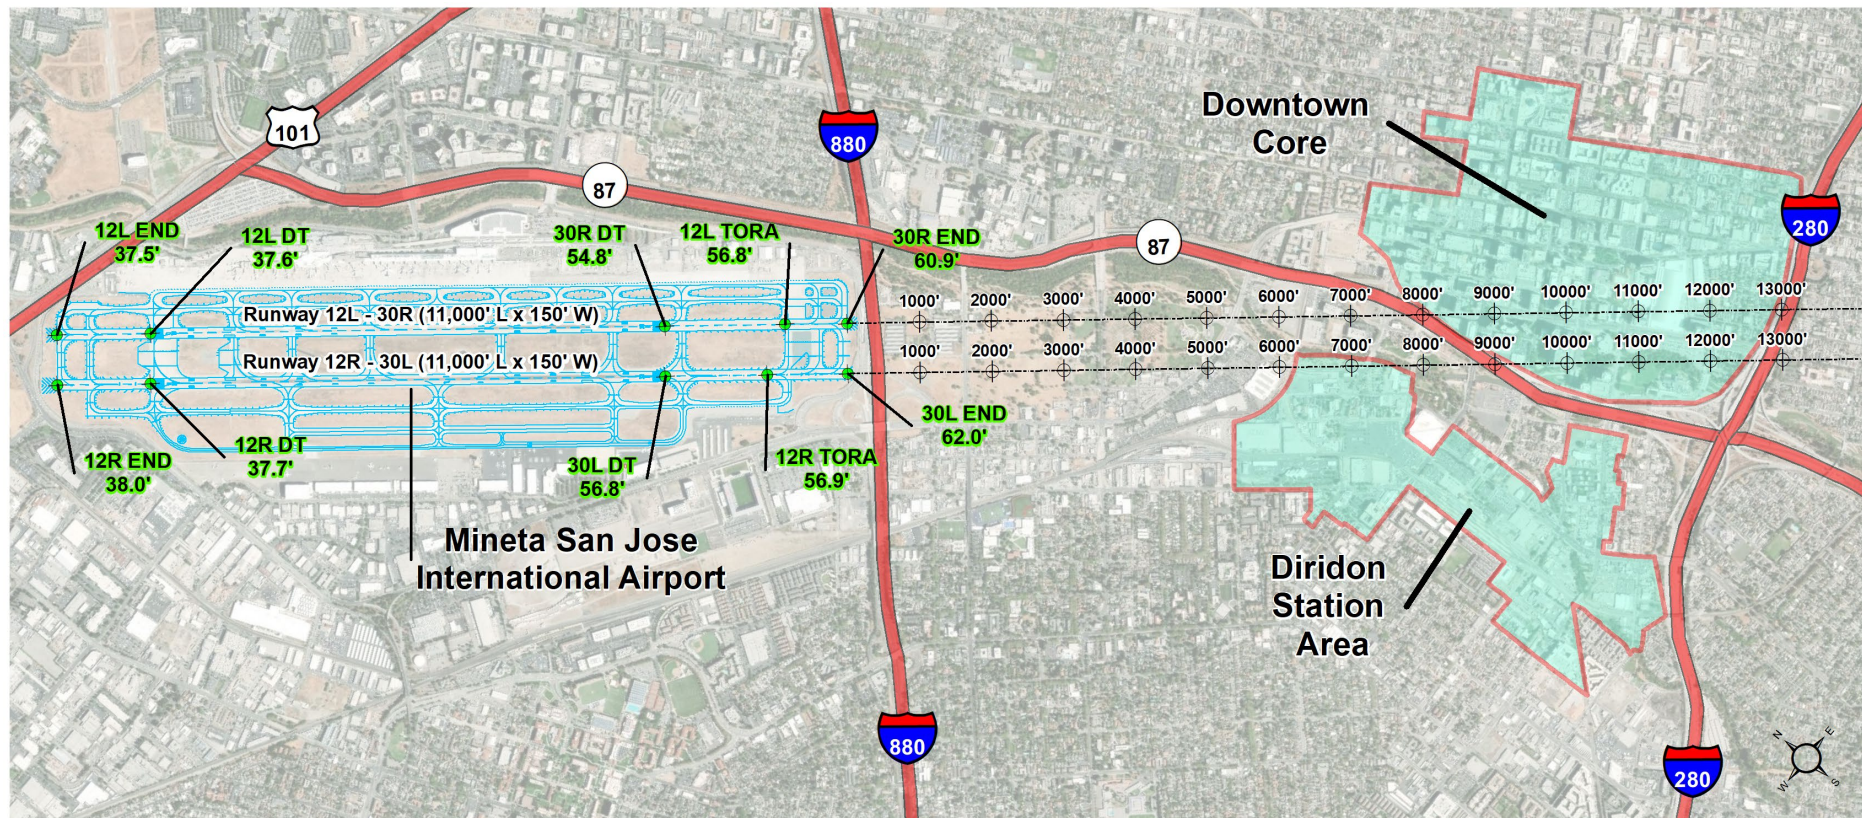 Downtown
Core
101
880
87
280
12L END
37.5'
12L DT
37.6'
30R DT
54.8'
12L TORA
56.8'
30R END
60.9'
87
Runway 12L - 30R (11,000' L x 150' W)
1000' 2000' 3000' 4000' 5000' 6000' 7000' 8000' 9000' 10000' 11000' 12000' 13000'
Runway 12R - 30L (11,000' L x 150' W)
1000' 2000' 3000' 4000' 5000' 6000' 7000' 8000' 9000' 10000' 11000' 12000' 13000'
12R END
38.0'
12R DT
37.7'
30L DT
56.8'
12R TORA
56.9'
30L END
62.0'
Mineta San Jose
International Airport
Diridon
Station
Area
880
280
N E
W S